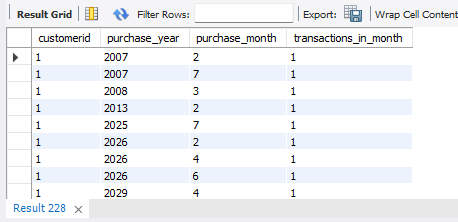 Result Grid Filter Rows: Export: Wrap Cell Content
customerid purchase_year purchase_month transactions_in_month
1 2007 2 1
1 2007 7 1
1 2008 3 1
1 2013 2 1
1 2025 7 1
1 2026 2 1
1 2026 4 1
1 2026 6 1
1 2029 4 1
Result 228 ×